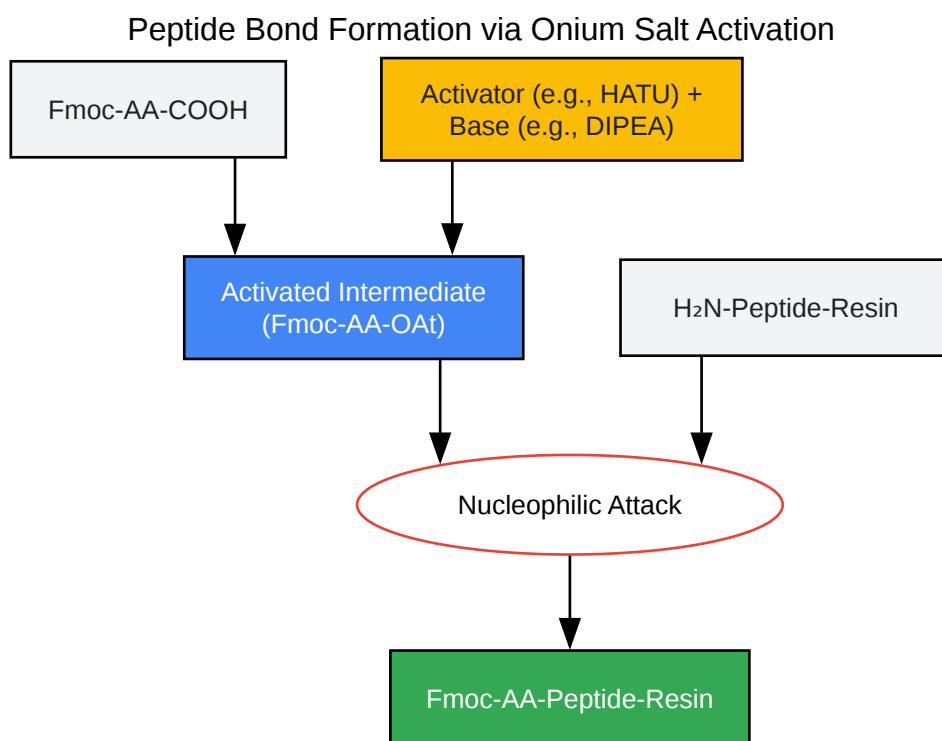 Peptide Bond Formation via Onium Salt Activation
Fmoc-AA-COOH
Activator (e.g., HATU) +
Base (e.g., DIPEA)
Activated Intermediate
(Fmoc-AA-OAt)
H₂N-Peptide-Resin
Nucleophilic Attack
Fmoc-AA-Peptide-Resin